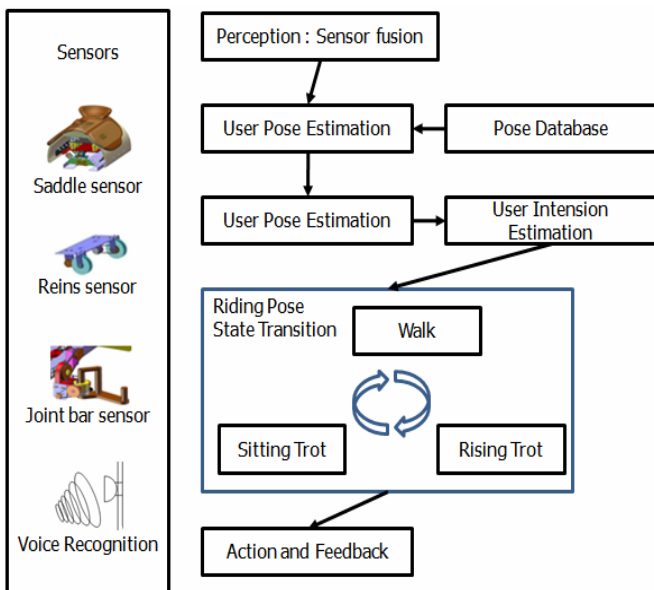 Sensors
Saddle sensor
Reins sensor
Joint bar sensor
Voice Recognition
Perception : Sensor fusion
User Pose Estimation
Pose Database
User Pose Estimation
User Intension
Estimation
Riding Pose
State Transition
Walk
Sitting Trot
Rising Trot
Action and Feedback